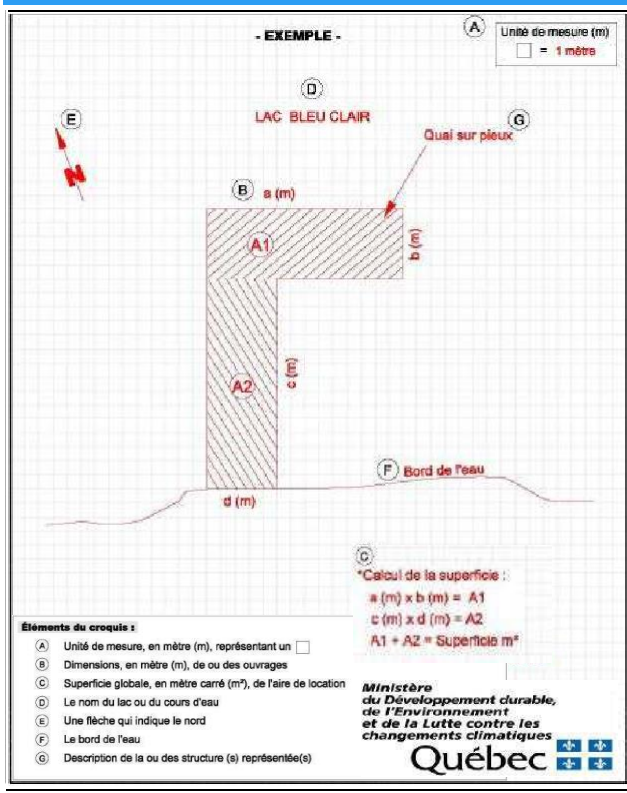 - EXEMPLE -
A
Unité de mesure (m)
= 1 mètre
D
LAC BLEU CLAIR
E
G
Quai sur pieux
N
B a (m)
A1
b (m)
A2
c (m)
F Bord de l'eau
d (m)
C
*Calcul de la superficie :
a (m) x b (m) = A1
c (m) x d (m) = A2
A1 + A2 = Superficie m²
Éléments du croquis :
A Unité de mesure, en mètre (m), représentant un
B Dimensions, en mètre (m), de ou des ouvrages
C Superficie globale, en mètre carré (m²), de l'aire de location
D Le nom du lac ou du cours d'eau
E Une flèche qui indique le nord
F Le bord de l'eau
G Description de la ou des structure (s) représentée(s)
Ministère
du Développement durable,
de l'Environnement
et de la Lutte contre les
changements climatiques
Québec